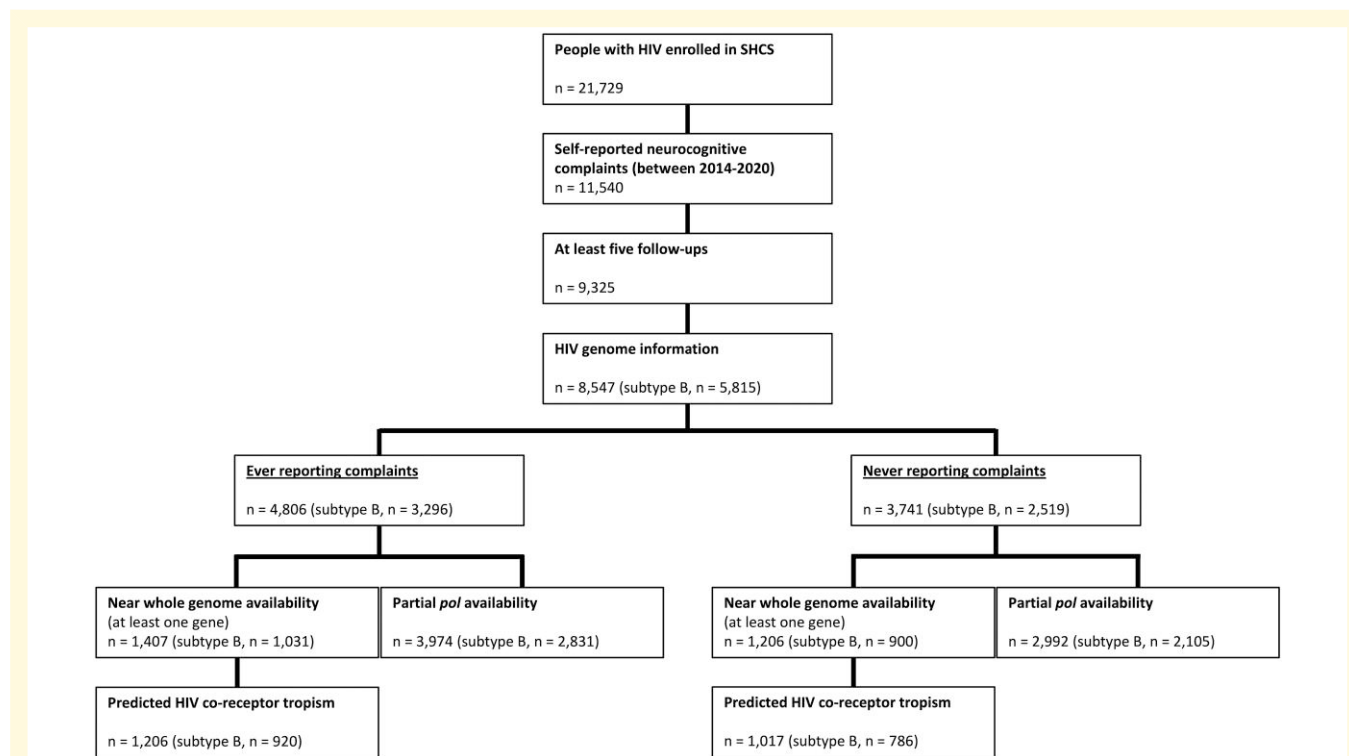 People with HIV enrolled in SHCS
n = 21,729
Self-reported neurocognitive
complaints (between 2014-2020)
n = 11,540
At least five follow-ups
n = 9,325
HIV genome information
n = 8,547 (subtype B, n = 5,815)
Ever reporting complaints
n = 4,806 (subtype B, n = 3,296)
Never reporting complaints
n = 3,741 (subtype B, n = 2,519)
Near whole genome availability
(at least one gene)
n = 1,407 (subtype B, n = 1,031)
Partial pol availability
n = 3,974 (subtype B, n = 2,831)
Near whole genome availability
(at least one gene)
n = 1,206 (subtype B, n = 900)
Partial pol availability
n = 2,992 (subtype B, n = 2,105)
Predicted HIV co-receptor tropism
n = 1,206 (subtype B, n = 920)
Predicted HIV co-receptor tropism
n = 1,017 (subtype B, n = 786)